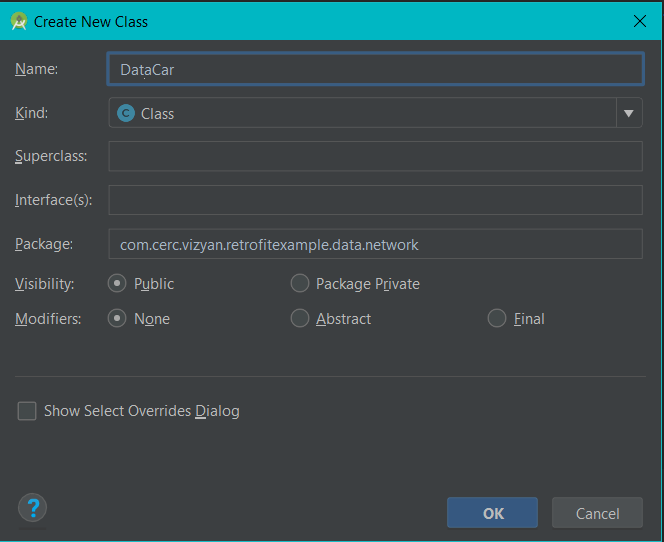 Create New Class
Name: DataCar
Kind: C Class
Superclass:
Interface(s):
Package: com.cerc.vizyan.retrofitexample.data.network
Visibility: Public Package Private
Modifiers: None Abstract Final
Show Select Overrides Dialog
? OK Cancel